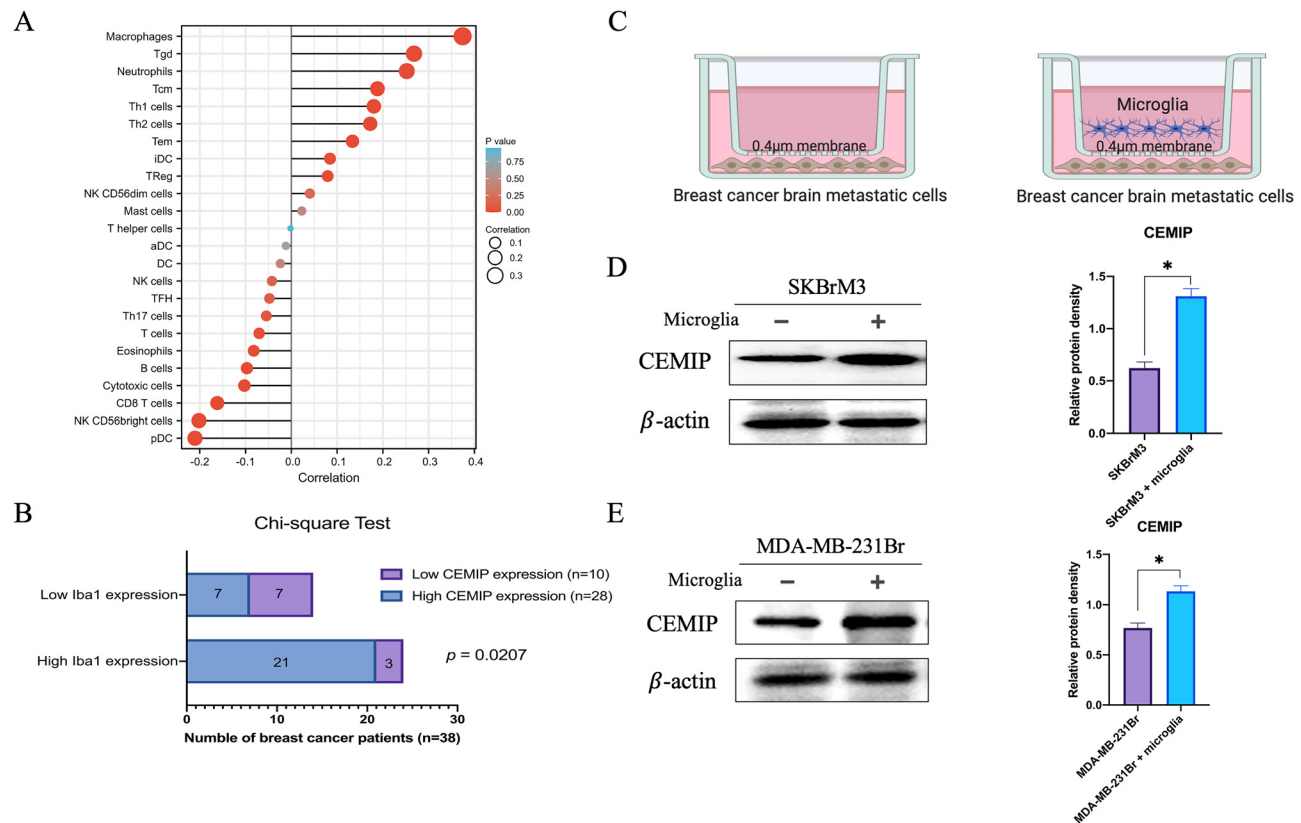 A
Macrophages
Tgd
Neutrophils
Tcm
Th1 cells
Th2 cells
Tem
iDC
TReg
NK CD56dim cells
Mast cells
T helper cells
aDC
DC
NK cells
TFH
Th17 cells
T cells
Eosinophils
B cells
Cytotoxic cells
CD8 T cells
NK CD56bright cells
pDC
-0.2 -0.1 0.0 0.1 0.2 0.3 0.4
Correlation
P value
0.75
0.50
0.25
0.00
Correlation
0.1
0.2
0.3
B
Chi-square Test
Low Iba1 expression
7 7
High Iba1 expression
21 3
Low CEMIP expression (n=10)
High CEMIP expression (n=28)
p = 0.0207
0 10 20 30
Numble of breast cancer patients (n=38)
C
0.4μm membrane
Breast cancer brain metastatic cells
Microglia
0.4μm membrane
Breast cancer brain metastatic cells
D
SKBrM3
Microglia − +
CEMIP
β-actin
CEMIP
*
Relative protein density
1.5
1.0
0.5
0.0
SKBrM3
SKBrM3 + microglia
E
MDA-MB-231Br
Microglia − +
CEMIP
β-actin
CEMIP
*
Relative protein density
1.5
1.0
0.5
0.0
MDA-MB-231Br
MDA-MB-231Br + microglia